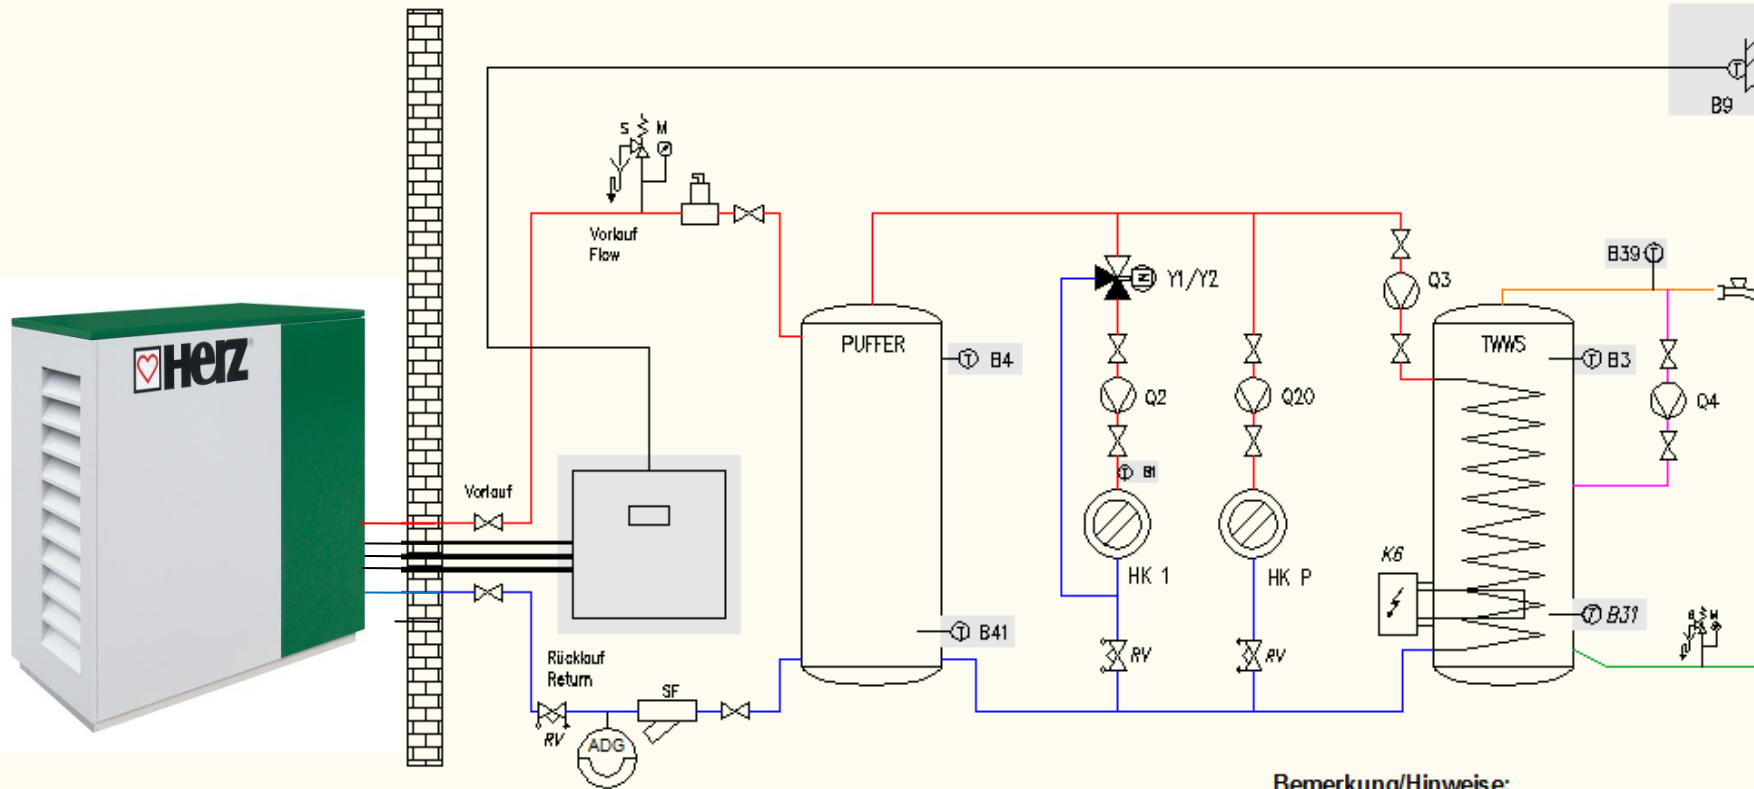 B9
S M
Vorlauf
Flow
B39
Y1/Y2
Q3
HERZ
PUFFER
B4
TWWS
B3
Q2
Q20
Q4
B1
Vorlauf
K6
HK 1
HK P
B31
B41
Rücklauf
Return
RV
RV
SF
RV
ADG
Bemerkung/Hinweise: